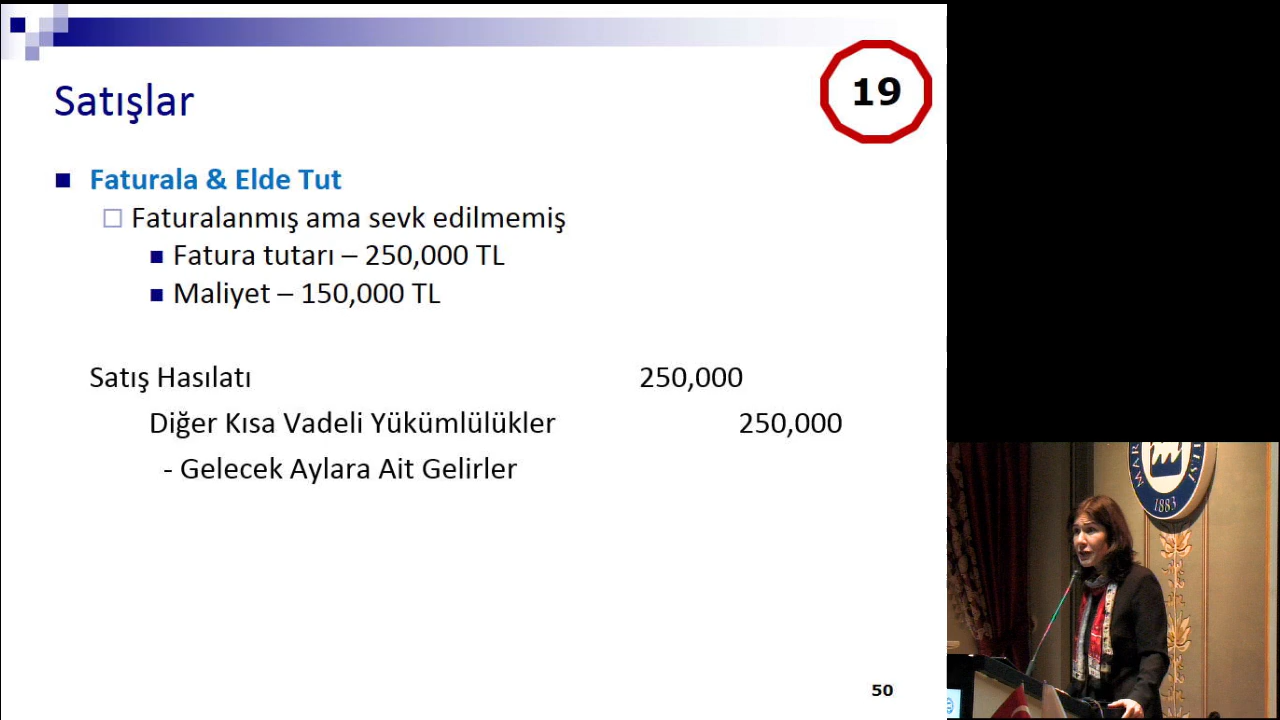 19
Satışlar
Faturala & Elde Tut
Faturalanmış ama sevk edilmemiş
Fatura tutarı – 250,000 TL
Maliyet – 150,000 TL
Satış Hasılatı 250,000
Diğer Kısa Vadeli Yükümlülükler 250,000
- Gelecek Aylara Ait Gelirler
50
1883